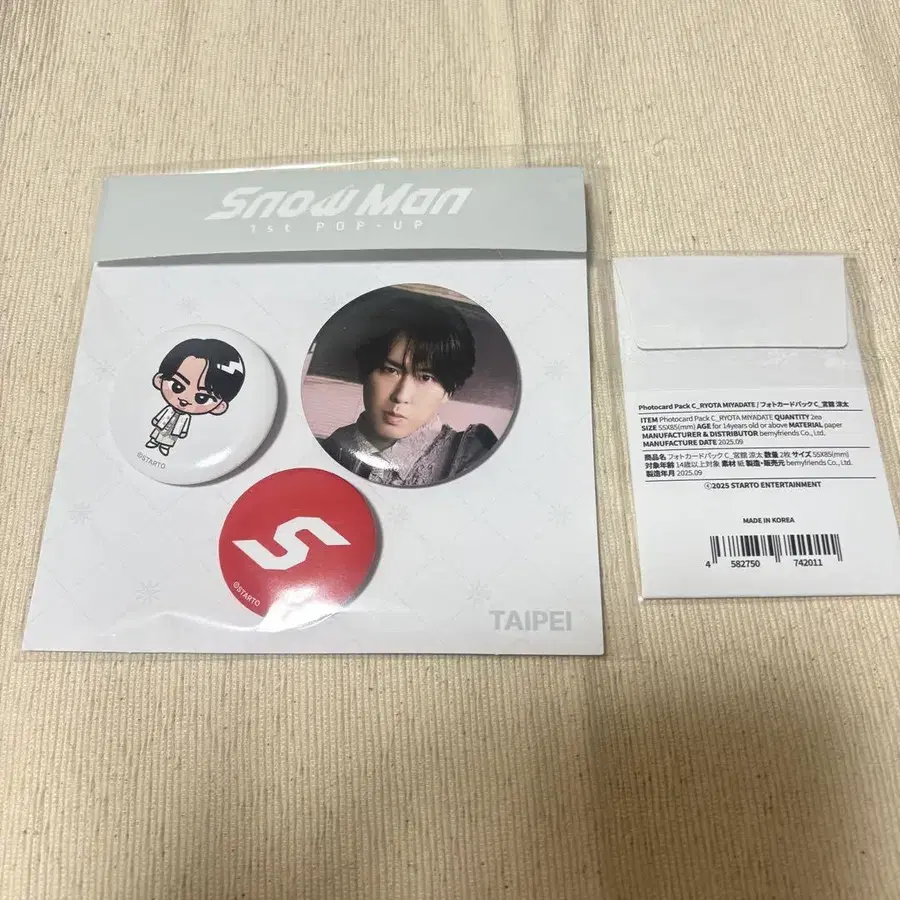 Snow Man
1st POP-UP
©STARTO
©STARTO
TAIPEI
Photocard Pack C_RYOTA MIYADATE / フォトカードパック C_宮舘 涼太
ITEM Photocard Pack C_RYOTA MIYADATE QUANTITY 2ea
SIZE 55X85(mm) AGE for 14years old or above MATERIAL paper
MANUFACTURER & DISTRIBUTOR bemyfriends Co., Ltd.
MANUFACTURE DATE 2025.09
商品名 フォトカードパック C_宮舘 涼太 数量 2枚 サイズ 55X85(mm)
対象年齢 14歳以上対象 素材 紙 製造・販売元 bemyfriends Co., Ltd.
製造年月 2025.09
©2025 STARTO ENTERTAINMENT
MADE IN KOREA
4 582750 742011